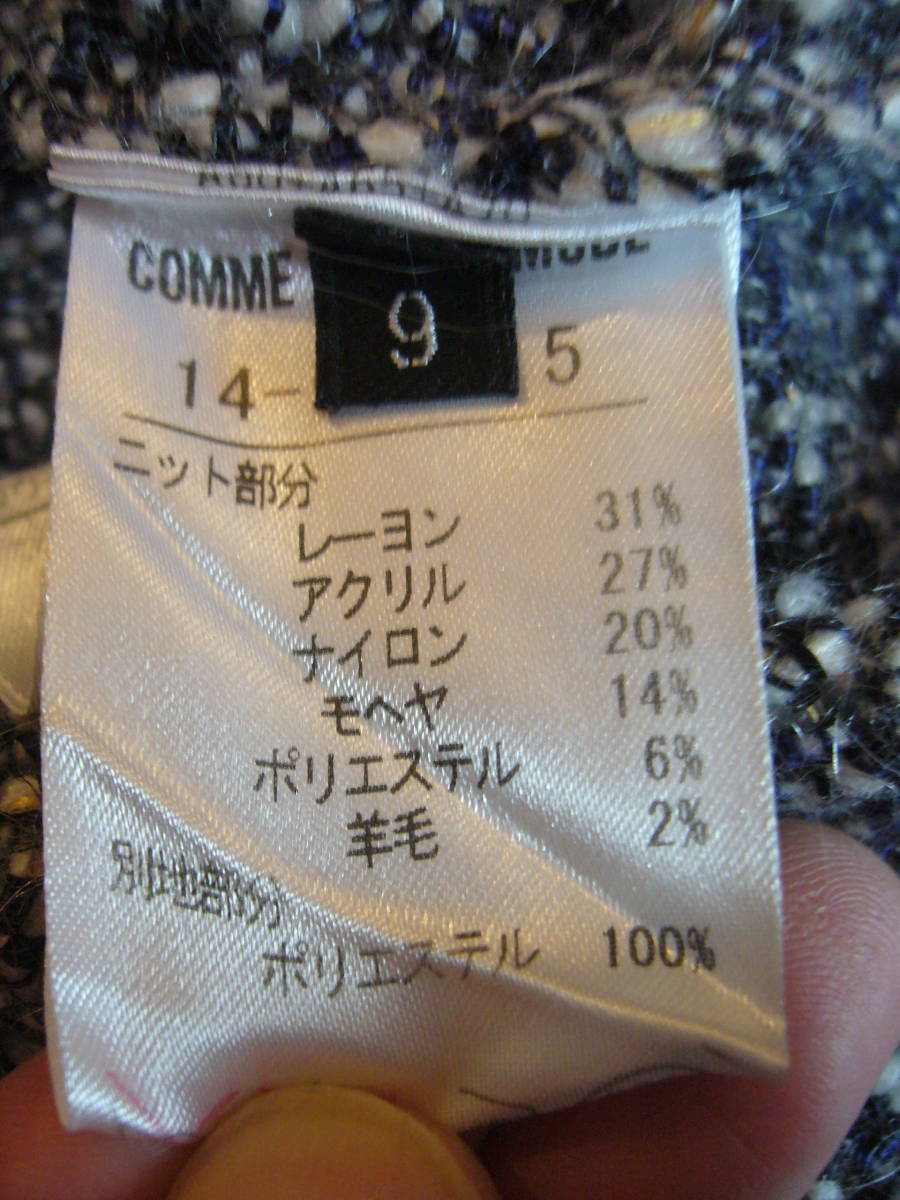 COMME MODE
9
14- 5
ニット部分
レーヨン 31%
アクリル 27%
ナイロン 20%
モヘヤ 14%
ポリエステル 6%
羊毛 2%
別地部分
ポリエステル 100%